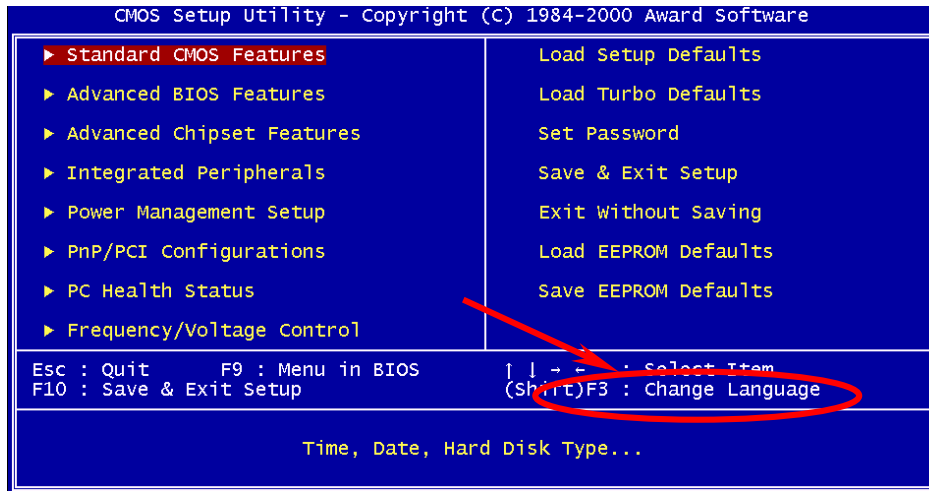 CMOS Setup Utility - Copyright (C) 1984-2000 Award Software
▶ Standard CMOS Features
▶ Advanced BIOS Features
▶ Advanced Chipset Features
▶ Integrated Peripherals
▶ Power Management Setup
▶ PnP/PCI Configurations
▶ PC Health Status
▶ Frequency/Voltage Control
Load Setup Defaults
Load Turbo Defaults
Set Password
Save & Exit Setup
Exit Without Saving
Load EEPROM Defaults
Save EEPROM Defaults
Esc : Quit F9 : Menu in BIOS ↑ ↓ → ← : Select Item
F10 : Save & Exit Setup (Shift)F3 : Change Language
Time, Date, Hard Disk Type...